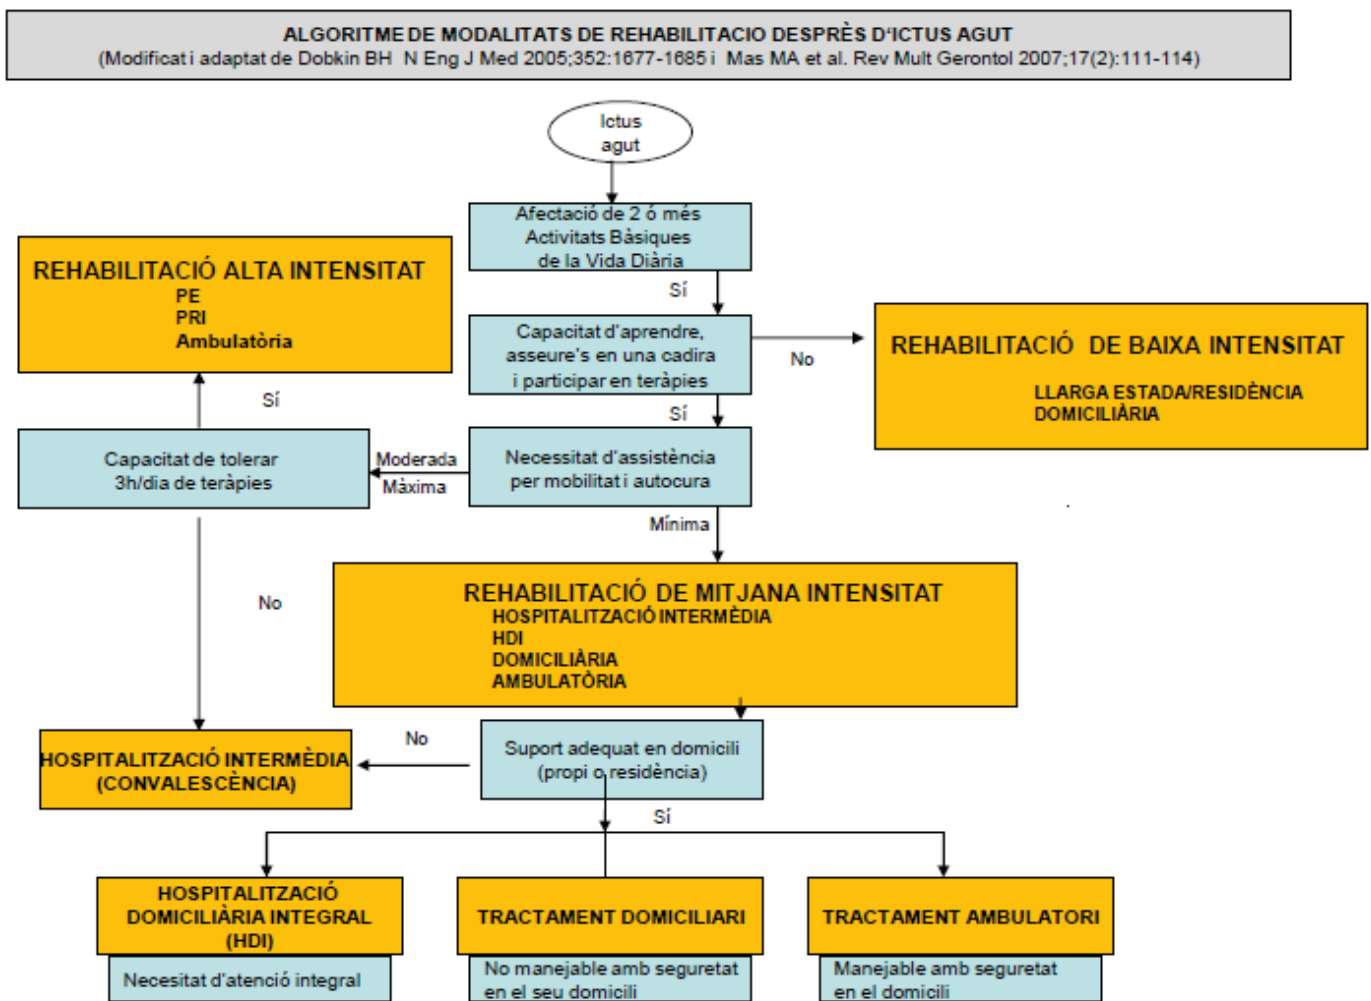 ALGORITME DE MODALITATS DE REHABILITACIO DESPRÈS D'ICTUS AGUT
(Modificat i adaptat de Dobkin BH N Eng J Med 2005;352:1677-1685 i Mas MA et al. Rev Mult Gerontol 2007;17(2):111-114)
Ictus
agut
Afectació de 2 ó més
Activitats Bàsiques
de la Vida Diària
Sí
REHABILITACIÓ ALTA INTENSITAT
PE
PRI
Ambulatòria
Capacitat d'aprendre,
asseure's en una cadira
i participar en teràpies
No
REHABILITACIÓ DE BAIXA INTENSITAT
LLARGA ESTADA/RESIDÈNCIA
DOMICILIÀRIA
Sí
Sí
Capacitat de tolerar
3h/dia de teràpies
Moderada
Màxima
Necessitat d'assistència
per mobilitat i autocura
Mínima
No
REHABILITACIÓ DE MITJANA INTENSITAT
HOSPITALITZACIÓ INTERMÈDIA
HDI
DOMICILIÀRIA
AMBULATÒRIA
HOSPITALITZACIÓ INTERMÈDIA
(CONVALESCÈNCIA)
No
Suport adequat en domicili
(propi o residència)
Sí
HOSPITALITZACIÓ
DOMICILIÀRIA INTEGRAL
(HDI)
Necessitat d'atenció integral
TRACTAMENT DOMICILIARI
No manejable amb seguretat
en el seu domicili
TRACTAMENT AMBULATORI
Manejable amb seguretat
en el domicili